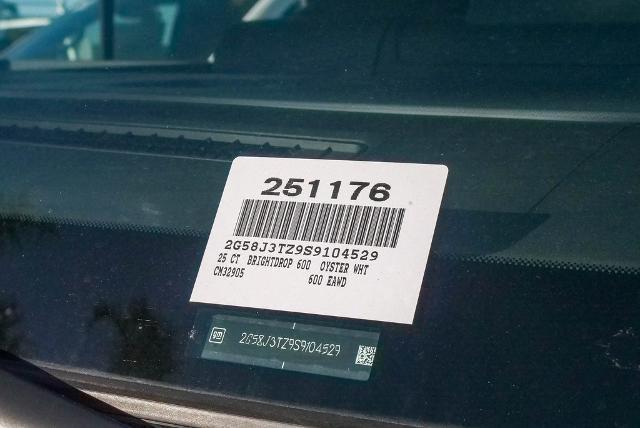 251176
2G58J3TZ9S9104529
25 CT BRIGHTDROP 600 OYSTER WHT
CM32905 600 EAWD
gm 2G58J3TZ9S9104529